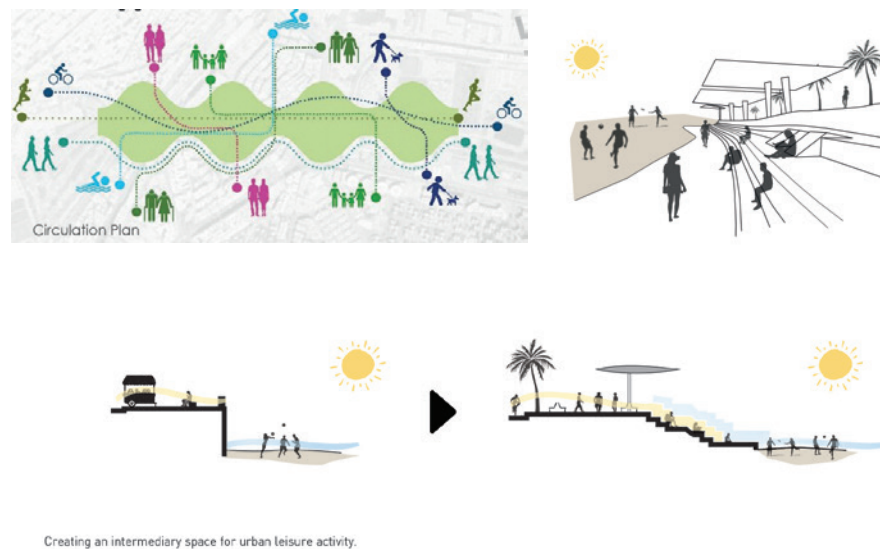 Circulation Plan
Creating an intermediary space for urban leisure activity.